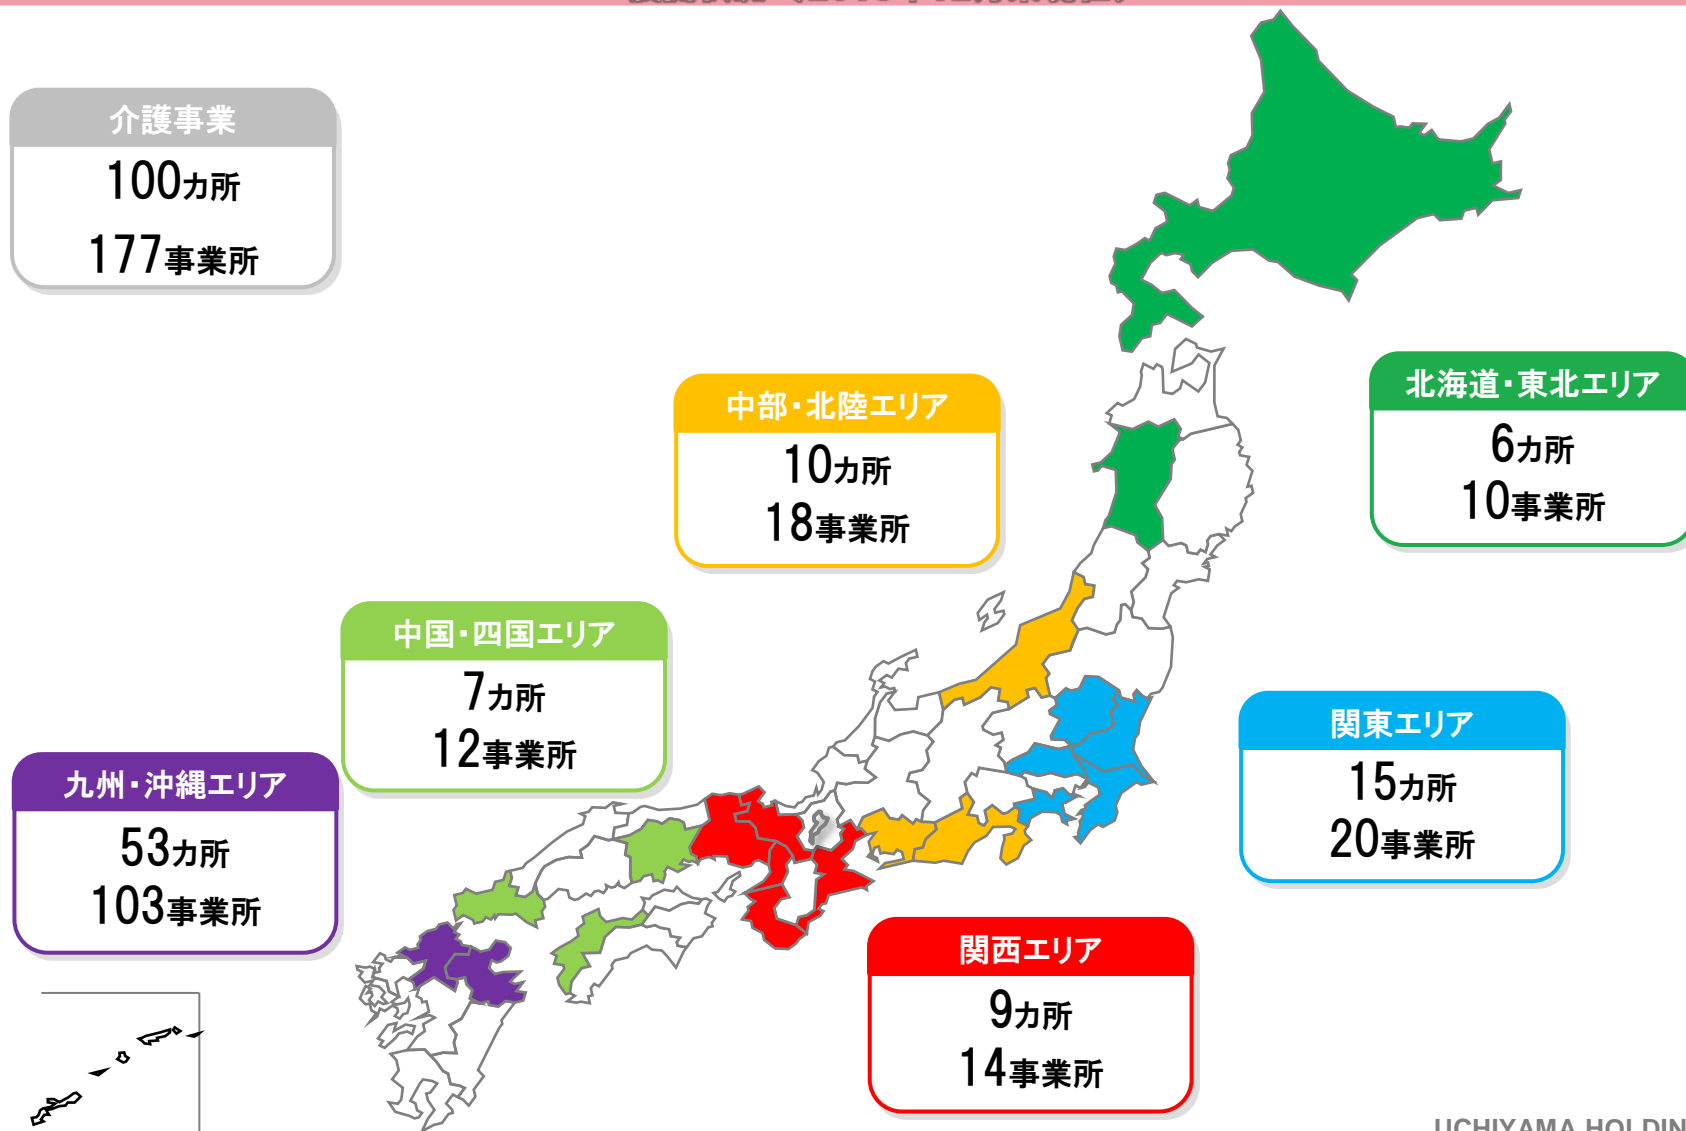 介護事業
100カ所
177事業所
中部・北陸エリア
10カ所
18事業所
北海道・東北エリア
6カ所
10事業所
中国・四国エリア
7カ所
12事業所
関東エリア
15カ所
20事業所
九州・沖縄エリア
53カ所
103事業所
関西エリア
9カ所
14事業所
UCHIYAMA HOLDIN